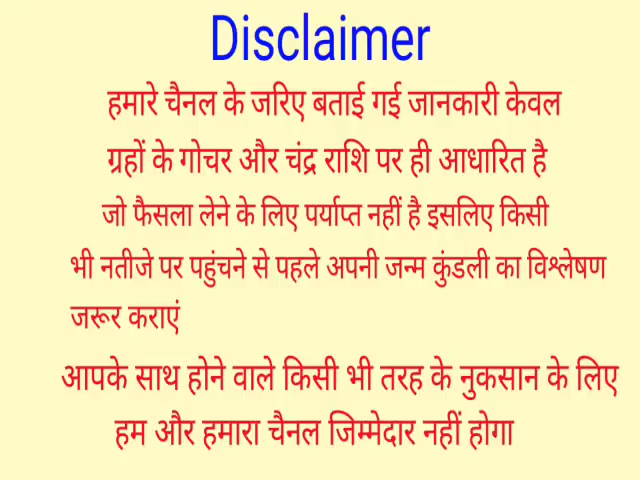 Disclaimer
हमारे चैनल के जरिए बताई गई जानकारी केवल
ग्रहों के गोचर और चंद्र राशि पर ही आधारित है
जो फैसला लेने के लिए पर्याप्त नहीं है इसलिए किसी
भी नतीजे पर पहुंचने से पहले अपनी जन्म कुंडली का विश्लेषण
जरूर कराएं
आपके साथ होने वाले किसी भी तरह के नुकसान के लिए
हम और हमारा चैनल जिम्मेदार नहीं होगा